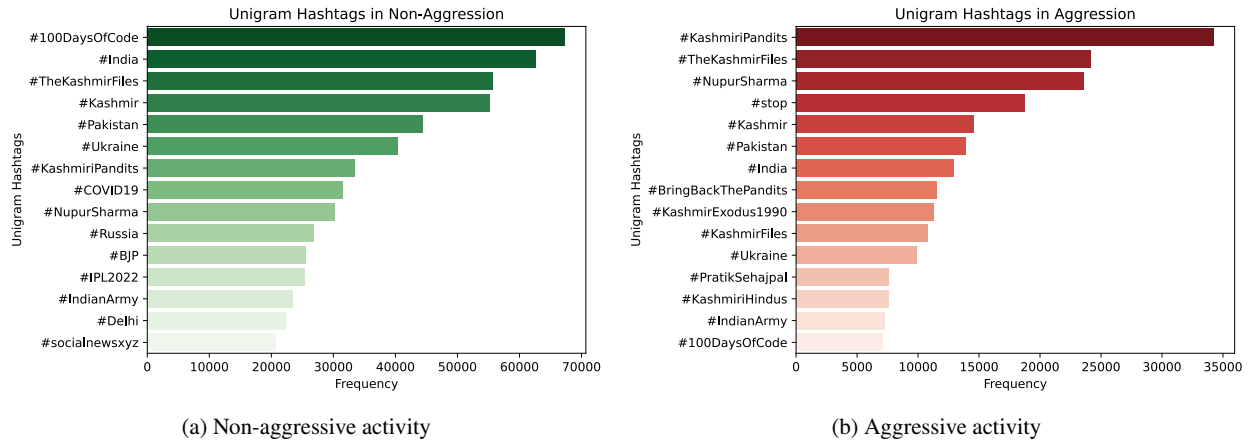 Unigram Hashtags in Non-Aggression
Unigram Hashtags
#100DaysOfCode
#India
#TheKashmirFiles
#Kashmir
#Pakistan
#Ukraine
#KashmiriPandits
#COVID19
#NupurSharma
#Russia
#BJP
#IPL2022
#IndianArmy
#Delhi
#socialnewsxyz
0 10000 20000 30000 40000 50000 60000 70000
Frequency
(a) Non-aggressive activity
Unigram Hashtags in Aggression
Unigram Hashtags
#KashmiriPandits
#TheKashmirFiles
#NupurSharma
#stop
#Kashmir
#Pakistan
#India
#BringBackThePandits
#KashmirExodus1990
#KashmirFiles
#Ukraine
#PratikSehajpal
#KashmiriHindus
#IndianArmy
#100DaysOfCode
0 5000 10000 15000 20000 25000 30000 35000
Frequency
(b) Aggressive activity